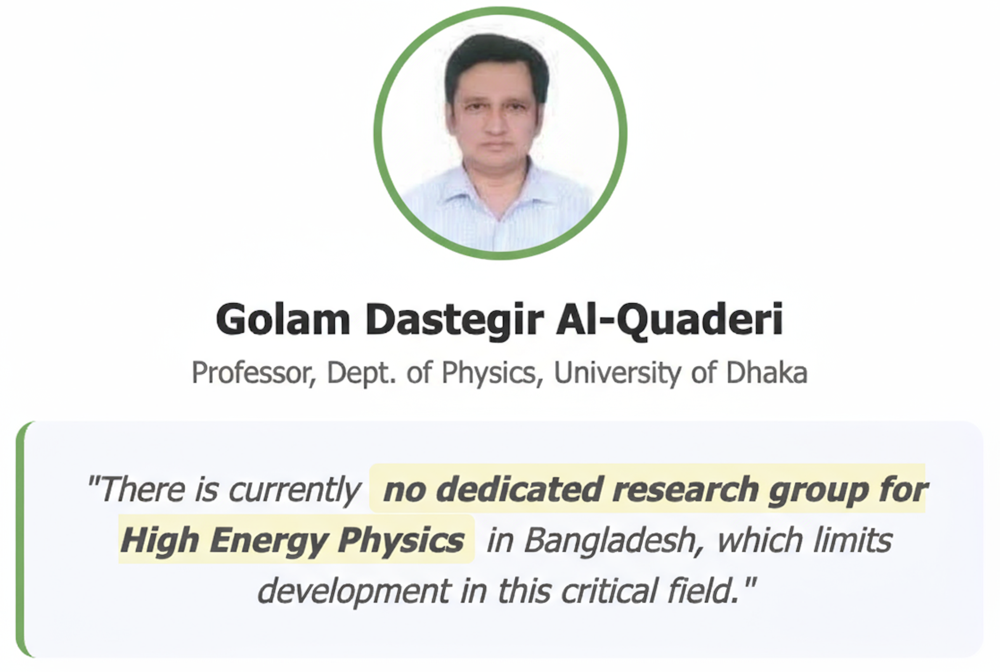 Golam Dastegir Al-Quaderi
Professor, Dept. of Physics, University of Dhaka
"There is currently no dedicated research group for
High Energy Physics in Bangladesh, which limits
development in this critical field."